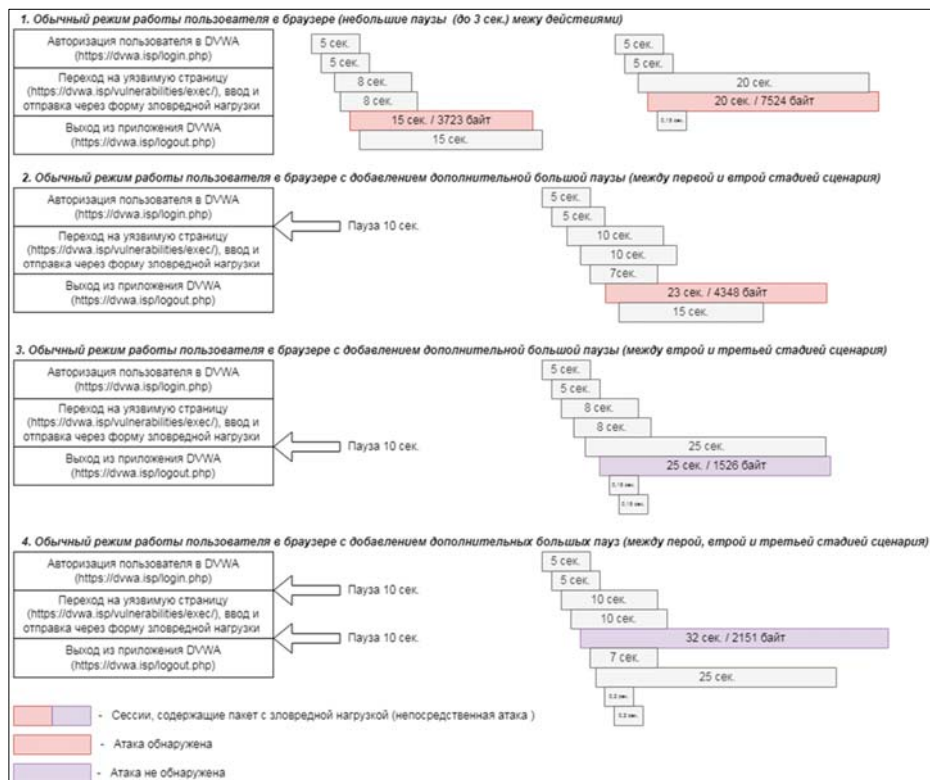 1. Обычный режим работы пользователя в браузере (небольшие паузы (до 3 сек.) межу действиями)
Авторизация пользователя в DVWA
(https://dvwa.isp/login.php)
Переход на уязвимую страницу
(https://dvwa.isp/vulnerabilities/exec/), ввод и
отправка через форму зловредной нагрузки
Выход из приложения DVWA
(https://dvwa.isp/logout.php)
5 сек.
5 сек.
8 сек.
8 сек.
15 сек. / 3723 байт
15 сек.
5 сек.
5 сек.
20 сек.
20 сек. / 7524 байт
2. Обычный режим работы пользователя в браузере с добавлением дополнительной большой паузы (между первой и втрой стадией сценария)
Авторизация пользователя в DVWA
(https://dvwa.isp/login.php)
Переход на уязвимую страницу
(https://dvwa.isp/vulnerabilities/exec/), ввод и
отправка через форму зловредной нагрузки
Выход из приложения DVWA
(https://dvwa.isp/logout.php)
Пауза 10 сек.
5 сек.
5 сек.
10 сек.
10 сек.
7сек.
23 сек. / 4348 байт
15 сек.
3. Обычный режим работы пользователя в браузере с добавлением дополнительной большой паузы (между втрой и третьей стадией сценария)
Авторизация пользователя в DVWA
(https://dvwa.isp/login.php)
Переход на уязвимую страницу
(https://dvwa.isp/vulnerabilities/exec/), ввод и
отправка через форму зловредной нагрузки
Выход из приложения DVWA
(https://dvwa.isp/logout.php)
Пауза 10 сек.
5 сек.
5 сек.
8 сек.
8 сек.
25 сек.
25 сек. / 1526 байт
4. Обычный режим работы пользователя в браузере с добавлением дополнительных большых пауз (между перой, втрой и третьей стадией сценария)
Авторизация пользователя в DVWA
(https://dvwa.isp/login.php)
Переход на уязвимую страницу
(https://dvwa.isp/vulnerabilities/exec/), ввод и
отправка через форму зловредной нагрузки
Выход из приложения DVWA
(https://dvwa.isp/logout.php)
Пауза 10 сек.
Пауза 10 сек.
5 сек.
5 сек.
10 сек.
10 сек.
32 сек. / 2151 байт
7 сек.
25 сек.
- Сессии, содержащие пакет с зловредной нагрузкой (непосредственная атака )
- Атака обнаружена
- Атака не обнаружена